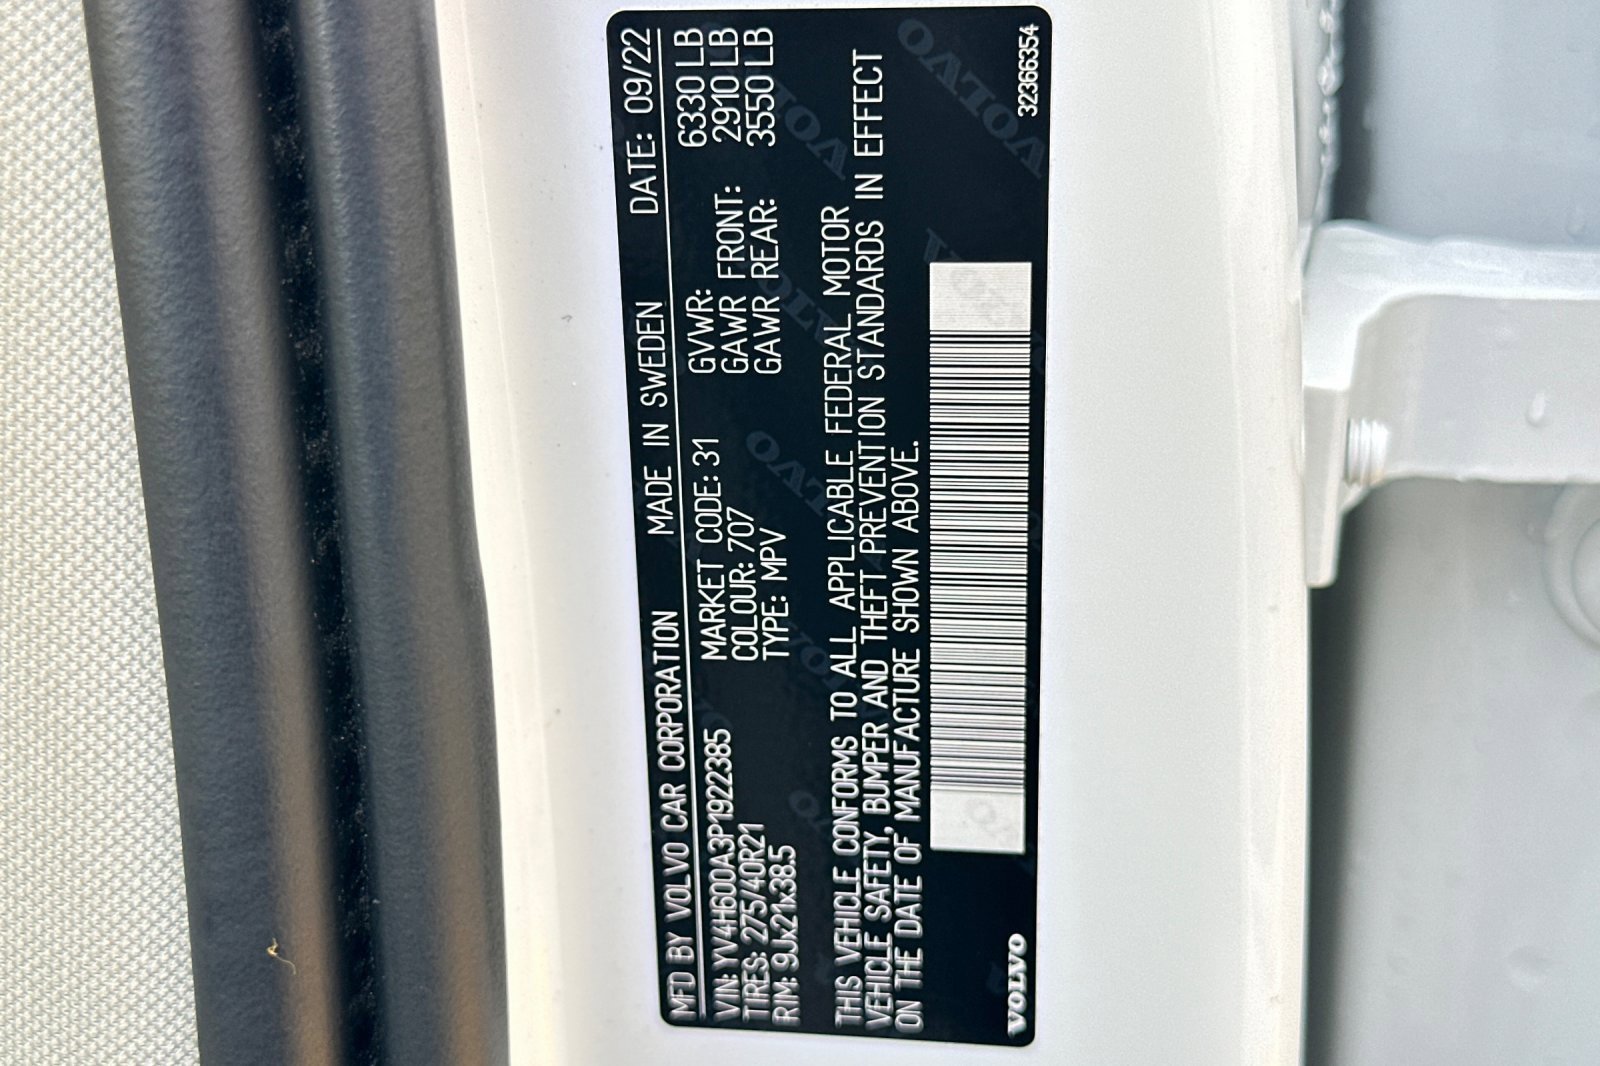 MFD BY VOLVO CAR CORPORATION MADE IN SWEDEN DATE: 09/22
VIN: YV4H600A3P1922385 MARKET CODE: 31 GVWR: 6330 LB
TIRES: 275/40R21 COLOUR: 707 GAWR FRONT: 2910 LB
RIM: 9Jx21x38.5 TYPE: MPV GAWR REAR: 3550 LB
THIS VEHICLE CONFORMS TO ALL APPLICABLE FEDERAL MOTOR
VEHICLE SAFETY, BUMPER AND THEFT PREVENTION STANDARDS IN EFFECT
ON THE DATE OF MANUFACTURE SHOWN ABOVE.
VOLVO 32366354